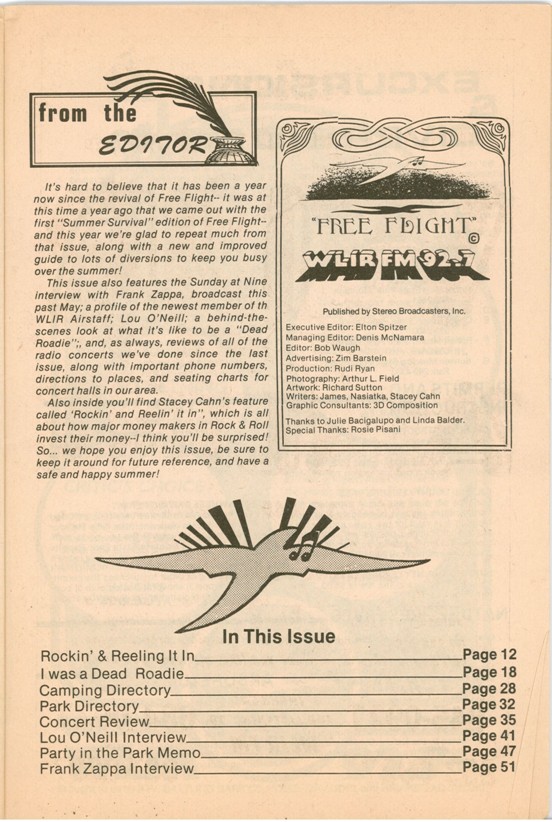 from the
EDITOR
It's hard to believe that it has been a year
now since the revival of Free Flight-- it was at
this time a year ago that we came out with the
first "Summer Survival" edition of Free Flight--
and this year we're glad to repeat much from
that issue, along with a new and improved
guide to lots of diversions to keep you busy
over the summer!
This issue also features the Sunday at Nine
interview with Frank Zappa, broadcast this
past May; a profile of the newest member of th
WLIR Airstaff; Lou O'Neill; a behind-the-
scenes look at what it's like to be a "Dead
Roadie";, and, as always, reviews of all of the
radio concerts we've done since the last
issue, along with important phone numbers,
directions to places, and seating charts for
concert halls in our area.
Also inside you'll find Stacey Cahn's feature
called 'Rockin' and Reelin' it in", which is all
about how major money makers in Rock & Roll
invest their money--I think you'll be surprised!
So... we hope you enjoy this issue, be sure to
keep it around for future reference, and have a
safe and happy summer!
"FREE FLIGHT"
©
WLIR FM 92.7
Published by Stereo Broadcasters, Inc.
Executive Editor: Elton Spitzer
Managing Editor: Denis McNamara
Editor: Bob Waugh
Advertising: Zim Barstein
Production: Rudi Ryan
Photography: Arthur L. Field
Artwork: Richard Sutton
Writers: James, Nasiatka, Stacey Cahn
Graphic Consultants: 3D Composition
Thanks to Julie Bacigalupo and Linda Balder.
Special Thanks: Rosie Pisani
In This Issue
Rockin' & Reeling It In Page 12
I was a Dead Roadie Page 18
Camping Directory Page 28
Park Directory Page 32
Concert Review Page 35
Lou O'Neill Interview Page 41
Party in the Park Memo Page 47
Frank Zappa Interview Page 51